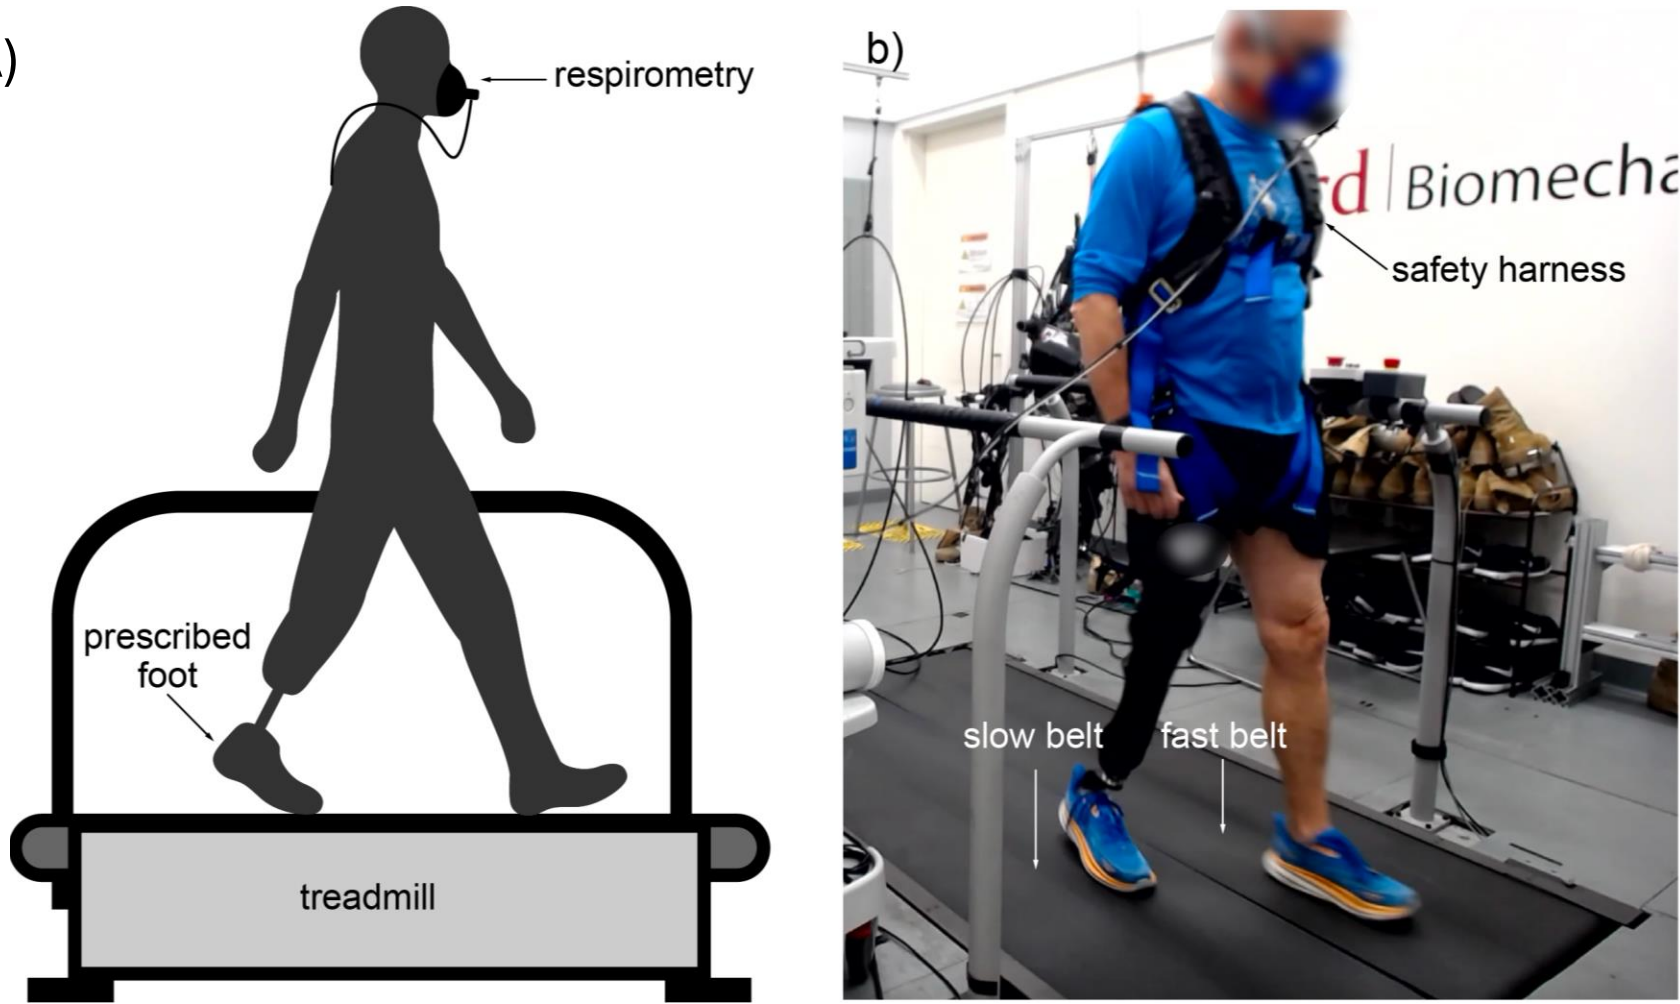 respirometry
prescribed
foot
treadmill
b)
rd | Biomecha
safety harness
slow belt
fast belt